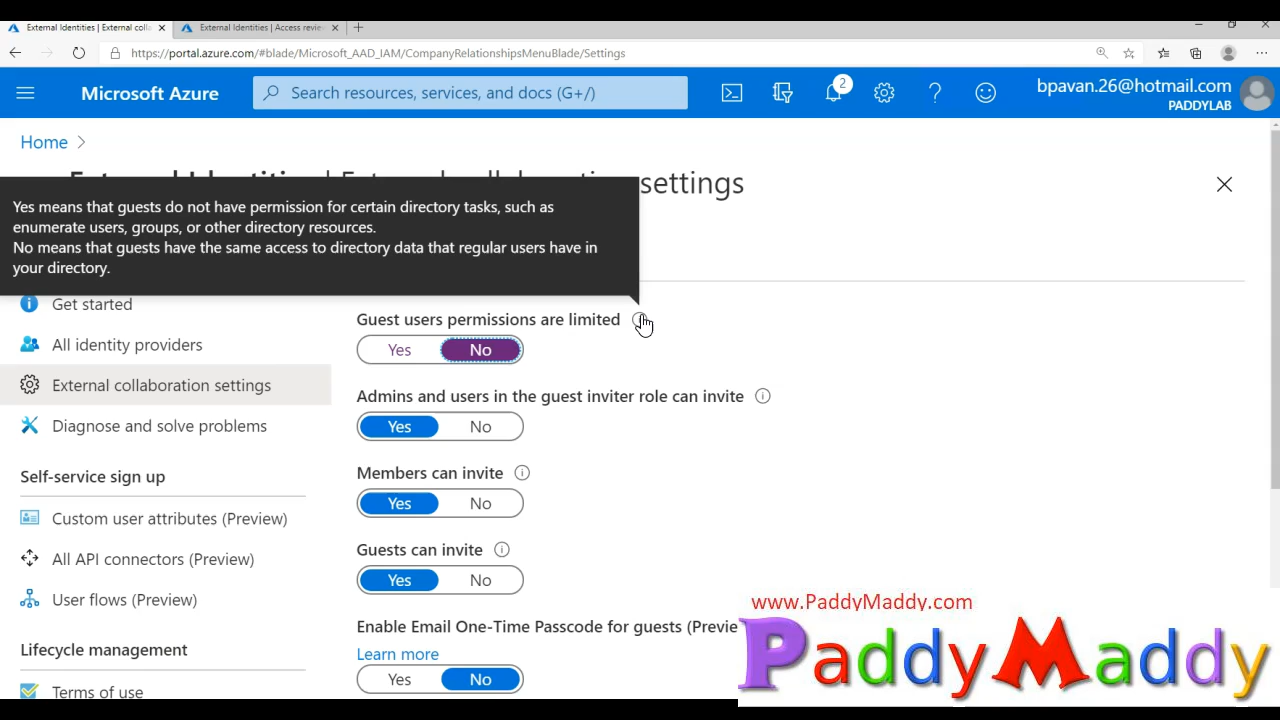 External Identities | External colla
External Identities | Access revie
https://portal.azure.com/#blade/Microsoft_AAD_IAM/CompanyRelationshipsMenuBlade/Settings
Microsoft Azure
Search resources, services, and docs (G+/)
2
bpavan.26@hotmail.com
PADDYLAB
Home
settings
Yes means that guests do not have permission for certain directory tasks, such as
enumerate users, groups, or other directory resources.
No means that guests have the same access to directory data that regular users have in
your directory.
Get started
All identity providers
External collaboration settings
Diagnose and solve problems
Self-service sign up
Custom user attributes (Preview)
All API connectors (Preview)
User flows (Preview)
Lifecycle management
Terms of use
Guest users permissions are limited
Yes No
Admins and users in the guest inviter role can invite
Yes No
Members can invite
Yes No
Guests can invite
Yes No
Enable Email One-Time Passcode for guests (Previe
Learn more
Yes No
www.PaddyMaddy.com
PaddyMaddy